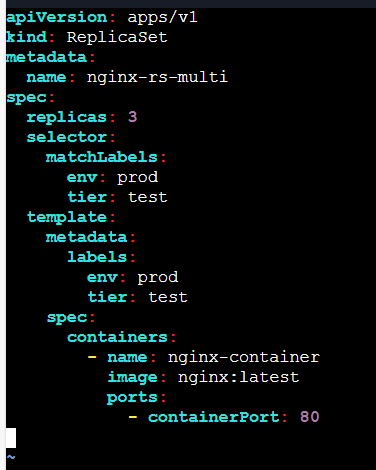 apiVersion: apps/v1
kind: ReplicaSet
metadata:
  name: nginx-rs-multi
spec:
  replicas: 3
  selector:
    matchLabels:
      env: prod
      tier: test
  template:
    metadata:
      labels:
        env: prod
        tier: test
    spec:
      containers:
        - name: nginx-container
          image: nginx:latest
          ports:
            - containerPort: 80
~